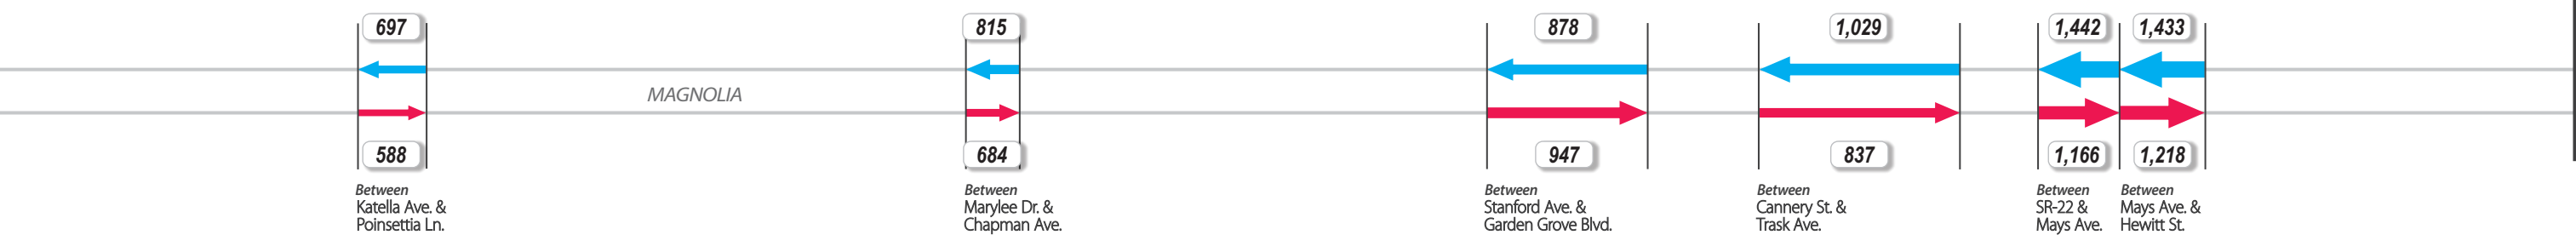 697
815
878
1,029
1,442
1,433
MAGNOLIA
588
684
947
837
1,166
1,218
Between
Katella Ave. &
Poinsettia Ln.
Between
Marylee Dr. &
Chapman Ave.
Between
Stanford Ave. &
Garden Grove Blvd.
Between
Cannery St. &
Trask Ave.
Between
SR-22 &
Mays Ave.
Between
Mays Ave. &
Hewitt St.